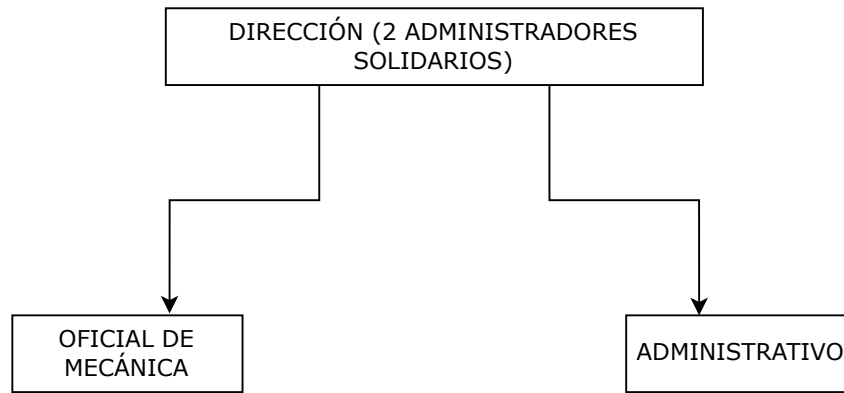 DIRECCIÓN (2 ADMINISTRADORES
SOLIDARIOS)
OFICIAL DE
MECÁNICA
ADMINISTRATIVO